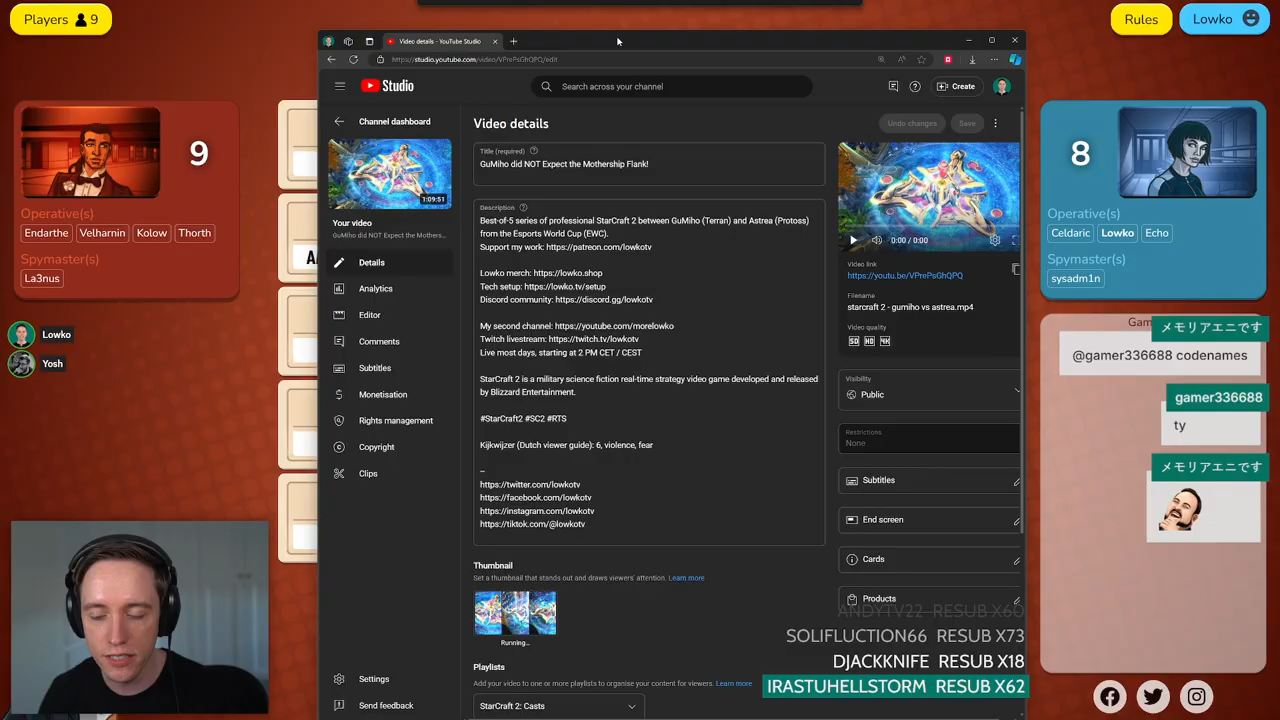 Players 9
Rules
Lowko
9
Operative(s)
Endarthe
Velharnin
Kolow
Thorth
Spymaster(s)
La3nus
Lowko
Yosh
Video details - YouTube Studio
https://studio.youtube.com/video/VPrePsGhQPQ/edit
Studio
Search across your channel
Create
Channel dashboard
1:09:51
Your video
GuMiho did NOT Expect the Mothers...
Details
Analytics
Editor
Comments
Subtitles
Monetisation
Rights management
Copyright
Clips
Settings
Send feedback
Video details
Undo changes
Save
Title (required)
GuMiho did NOT Expect the Mothership Flank!
Description
Best-of-5 series of professional StarCraft 2 between GuMiho (Terran) and Astrea (Protoss)
from the Esports World Cup (EWC).
Support my work: https://patreon.com/lowkotv
Lowko merch: https://lowko.shop
Tech setup: https://lowko.tv/setup
Discord community: https://discord.gg/lowkotv
My second channel: https://youtube.com/morelowko
Twitch livestream: https://twitch.tv/lowkotv
Live most days, starting at 2 PM CET / CEST
StarCraft 2 is a military science fiction real-time strategy video game developed and released
by Blizzard Entertainment.
#StarCraft2 #SC2 #RTS
Kijkwijzer (Dutch viewer guide): 6, violence, fear
–
https://twitter.com/lowkotv
https://facebook.com/lowkotv
https://instagram.com/lowkotv
https://tiktok.com/@lowkotv
Thumbnail
Set a thumbnail that stands out and draws viewers' attention. Learn more
Running...
Playlists
Add your video to one or more playlists to organise your content for viewers. Learn more
StarCraft 2: Casts
0:00 / 0:00
Video link
https://youtu.be/VPrePsGhQPQ
Filename
starcraft 2 - gumiho vs astrea.mp4
Video quality
SD HD 4K
Visibility
Public
Restrictions
None
Subtitles
End screen
Cards
Products
ANDYTV22 RESUB X60
SOLIFLUCTION66 RESUB X73
DJACKKNIFE RESUB X18
IRASTUHELLSTORM RESUB X62
8
Operative(s)
Celdaric
Lowko
Echo
Spymaster(s)
sysadm1n
メモリアエニです
@gamer336688 codenames
gamer336688
ty
メモリアエニです